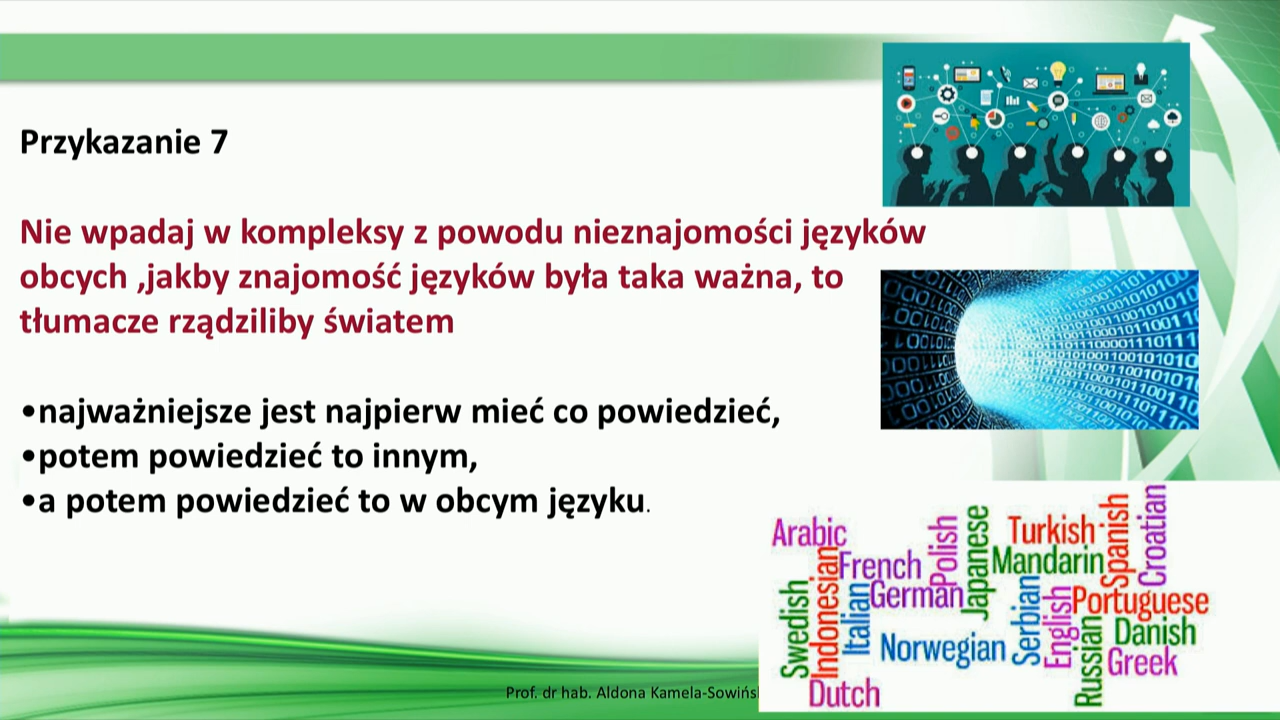 Przykazanie 7
Nie wpadaj w kompleksy z powodu nieznajomości języków
obcych ,jakby znajomość języków była taka ważna, to
tłumacze rządziliby światem
•najważniejsze jest najpierw mieć co powiedzieć,
•potem powiedzieć to innym,
•a potem powiedzieć to w obcym języku.
Arabic
French
Polish
Japanese
Turkish
Mandarin
Spanish
Croatian
Swedish
Indonesian
Italian
German
Norwegian
Serbian
English
Portuguese
Russian
Danish
Greek
Dutch
Prof. dr hab. Aldona Kamela-Sowińs